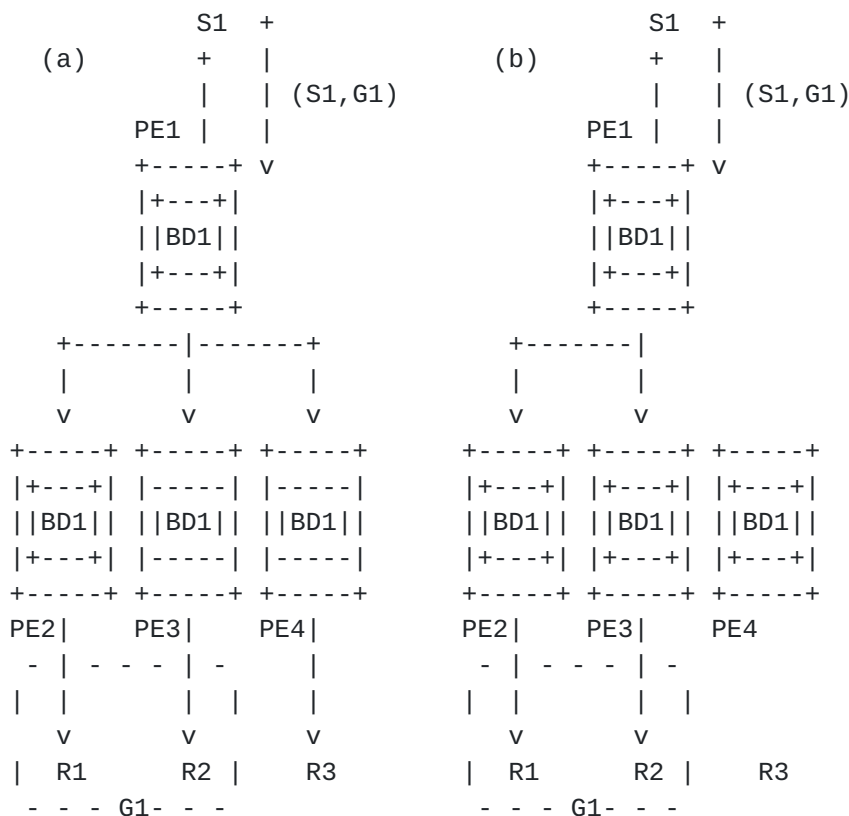 S1  +                                S1  +
   (a)          +   |                   (b)          +   |
                |   | (S1,G1)                        |   | (S1,G1)
           PE1 |   |                            PE1 |   |
          +-----+ v                            +-----+ v
          |+---+|                              |+---+|
          ||BD1||                              ||BD1||
          |+---+|                              |+---+|
          +-----+                              +-----+
    +-------|-------+                    +-------|
    |       |       |                    |       |
    v       v       v                    v       v
+-----+ +-----+ +-----+              +-----+ +-----+ +-----+
|+---+| |-----| |-----|              |+---+| |+---+| |+---+|
||BD1|| ||BD1|| ||BD1||              ||BD1|| ||BD1|| ||BD1||
|+---+| |-----| |-----|              |+---+| |+---+| |+---+|
+-----+ +-----+ +-----+              +-----+ +-----+ +-----+
PE2|    PE3|    PE4|                 PE2|    PE3|    PE4
 - | - - - | -     |                  - | - - - | -
|  |       |  |    |                 |  |       |  |
   v       v       v                    v       v
|  R1      R2 |    R3                |  R1      R2 |    R3
 - - - G1- - -                        - - - G1- - -